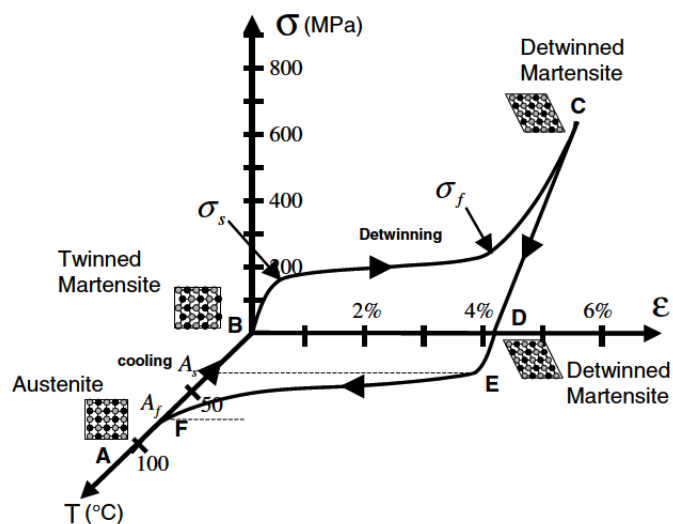 σ (MPa)
800
600
400
200
Detwinned
Martensite
C
σs
σf
Detwinning
Twinned
Martensite
B
2%
4%
6%
ε
D
cooling
As
E
Detwinned
Martensite
Austenite
Af
50
F
A
100
T (°C)